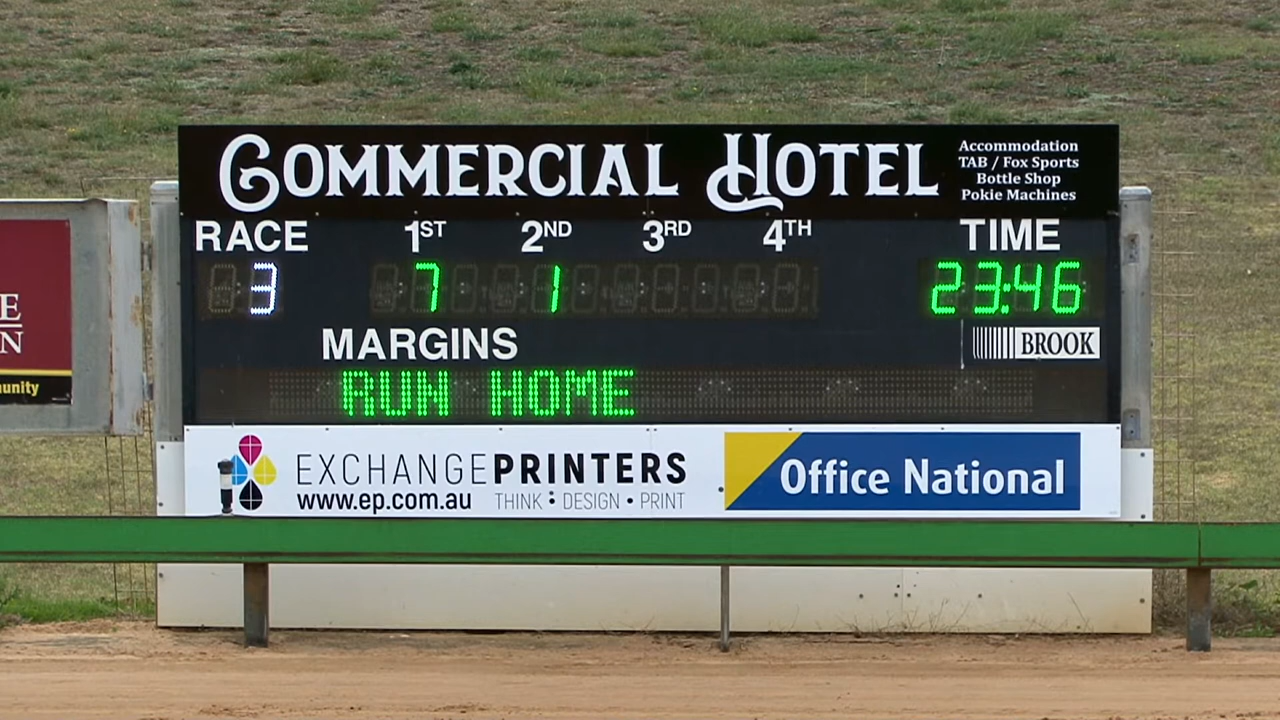 COMMERCIAL HOTEL
Accommodation
TAB / Fox Sports
Bottle Shop
Pokie Machines
RACE 1ST 2ND 3RD 4TH TIME
3 7 1 23:46
MARGINS
BROOK
RUN HOME
EXCHANGEPRINTERS
www.ep.com.au THINK • DESIGN • PRINT
Office National
E
N